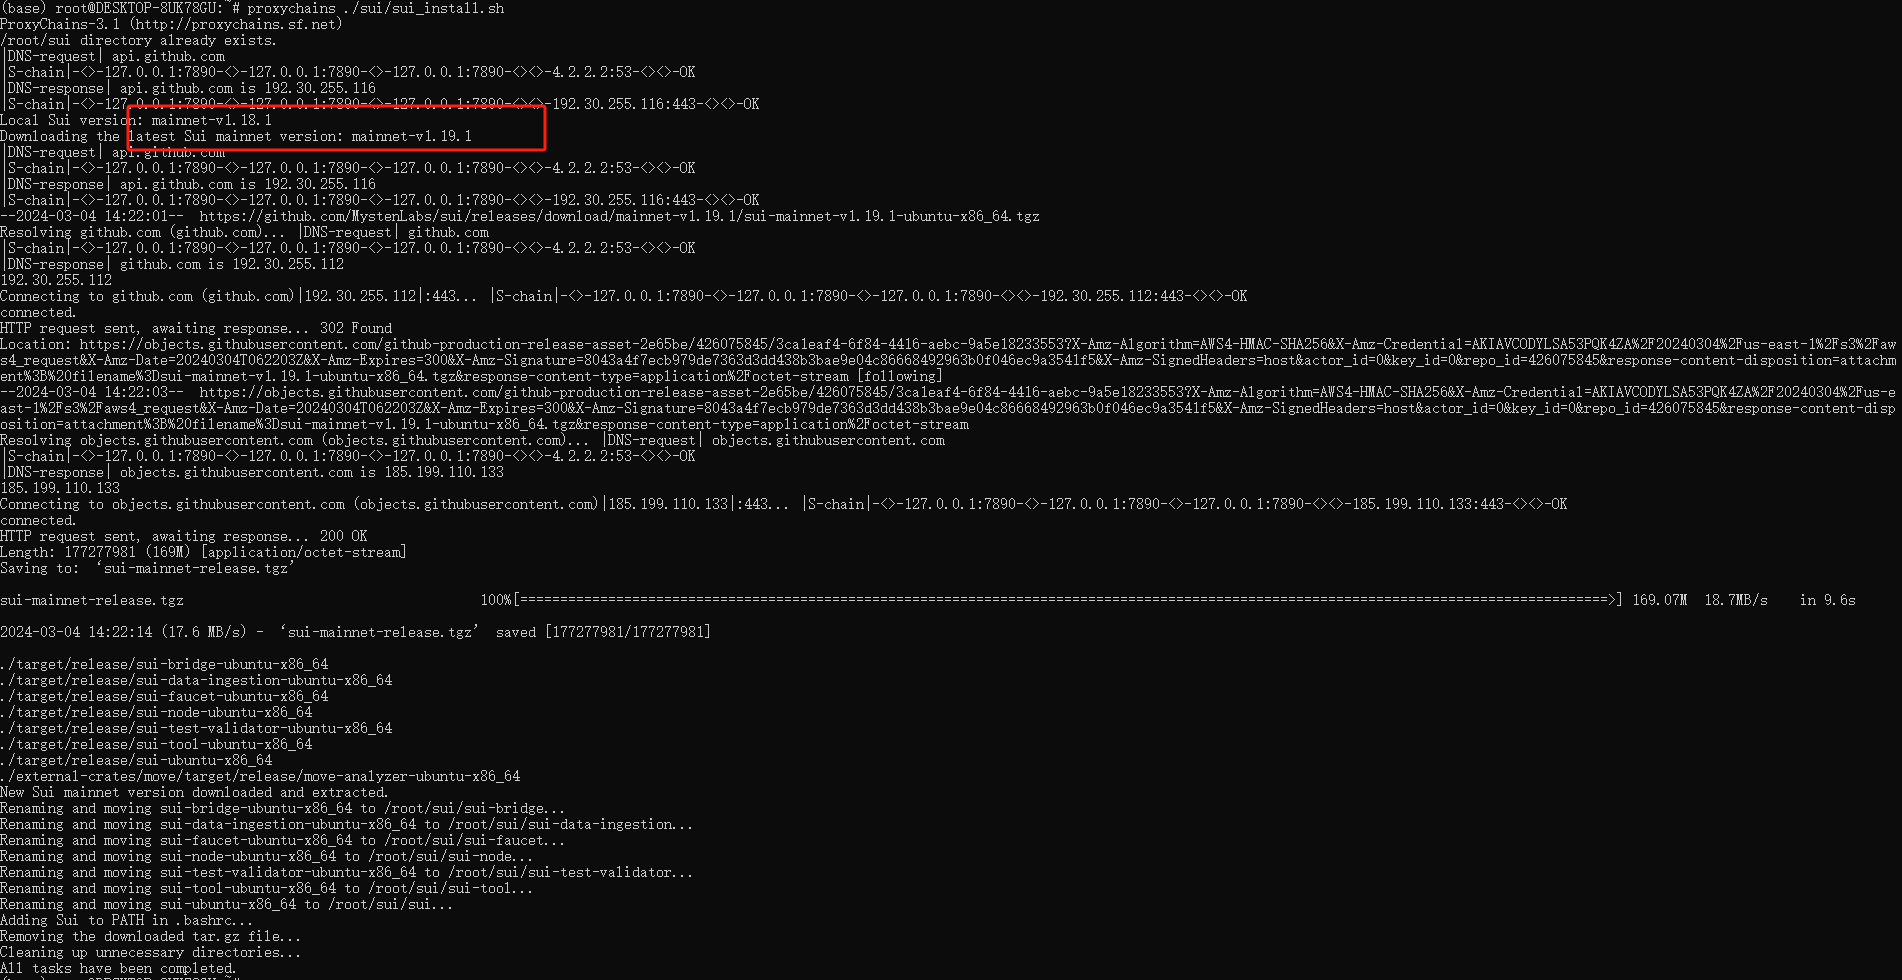 (base) root@DESKTOP-8UK78GU:~# proxychains ./sui/sui_install.sh
ProxyChains-3.1 (http://proxychains.sf.net)
/root/sui directory already exists.
|DNS-request| api.github.com
|S-chain|-<>-127.0.0.1:7890-<>-127.0.0.1:7890-<>-127.0.0.1:7890-<><>-4.2.2.2:53-<><>-OK
|DNS-response| api.github.com is 192.30.255.116
|S-chain|-<>-127.0.0.1:7890-<>-127.0.0.1:7890-<>-127.0.0.1:7890-<><>-192.30.255.116:443-<><>-OK
Local Sui version: mainnet-v1.18.1
Downloading the latest Sui mainnet version: mainnet-v1.19.1
|DNS-request| api.github.com
|S-chain|-<>-127.0.0.1:7890-<>-127.0.0.1:7890-<>-127.0.0.1:7890-<><>-4.2.2.2:53-<><>-OK
|DNS-response| api.github.com is 192.30.255.116
|S-chain|-<>-127.0.0.1:7890-<>-127.0.0.1:7890-<>-127.0.0.1:7890-<><>-192.30.255.116:443-<><>-OK
--2024-03-04 14:22:01--  https://github.com/MystenLabs/sui/releases/download/mainnet-v1.19.1/sui-mainnet-v1.19.1-ubuntu-x86_64.tgz
Resolving github.com (github.com)... |DNS-request| github.com
|S-chain|-<>-127.0.0.1:7890-<>-127.0.0.1:7890-<>-127.0.0.1:7890-<><>-4.2.2.2:53-<><>-OK
|DNS-response| github.com is 192.30.255.112
192.30.255.112
Connecting to github.com (github.com)|192.30.255.112|:443... |S-chain|-<>-127.0.0.1:7890-<>-127.0.0.1:7890-<>-127.0.0.1:7890-<><>-192.30.255.112:443-<><>-OK
connected.
HTTP request sent, awaiting response... 302 Found
Location: https://objects.githubusercontent.com/github-production-release-asset-2e65be/426075845/3ca1eaf4-6f84-4416-aebc-9a5e18233553?X-Amz-Algorithm=AWS4-HMAC-SHA256&X-Amz-Credential=AKIAVCODYLSA53PQK4ZA%2F20240304%2Fus-east-1%2Fs3%2Faw
s4_request&X-Amz-Date=20240304T062203Z&X-Amz-Expires=300&X-Amz-Signature=8043a4f7ecb979de7363d3dd438b3bae9e04c86668492963b0f046ec9a3541f5&X-Amz-SignedHeaders=host&actor_id=0&key_id=0&repo_id=426075845&response-content-disposition=attach
ment%3B%20filename%3Dsui-mainnet-v1.19.1-ubuntu-x86_64.tgz&response-content-type=application%2Foctet-stream [following]
--2024-03-04 14:22:03--  https://objects.githubusercontent.com/github-production-release-asset-2e65be/426075845/3ca1eaf4-6f84-4416-aebc-9a5e18233553?X-Amz-Algorithm=AWS4-HMAC-SHA256&X-Amz-Credential=AKIAVCODYLSA53PQK4ZA%2F20240304%2Fus-e
ast-1%2Fs3%2Faws4_request&X-Amz-Date=20240304T062203Z&X-Amz-Expires=300&X-Amz-Signature=8043a4f7ecb979de7363d3dd438b3bae9e04c86668492963b0f046ec9a3541f5&X-Amz-SignedHeaders=host&actor_id=0&key_id=0&repo_id=426075845&response-content-disp
osition=attachment%3B%20filename%3Dsui-mainnet-v1.19.1-ubuntu-x86_64.tgz&response-content-type=application%2Foctet-stream
Resolving objects.githubusercontent.com (objects.githubusercontent.com)... |DNS-request| objects.githubusercontent.com
|S-chain|-<>-127.0.0.1:7890-<>-127.0.0.1:7890-<>-127.0.0.1:7890-<><>-4.2.2.2:53-<><>-OK
|DNS-response| objects.githubusercontent.com is 185.199.110.133
185.199.110.133
Connecting to objects.githubusercontent.com (objects.githubusercontent.com)|185.199.110.133|:443... |S-chain|-<>-127.0.0.1:7890-<>-127.0.0.1:7890-<>-127.0.0.1:7890-<><>-185.199.110.133:443-<><>-OK
connected.
HTTP request sent, awaiting response... 200 OK
Length: 177277981 (169M) [application/octet-stream]
Saving to: ‘sui-mainnet-release.tgz’
sui-mainnet-release.tgz 100%[=====================================================================================================================================>] 169.07M 18.7MB/s in 9.6s
2024-03-04 14:22:14 (17.6 MB/s) - ‘sui-mainnet-release.tgz’ saved [177277981/177277981]
./target/release/sui-bridge-ubuntu-x86_64
./target/release/sui-data-ingestion-ubuntu-x86_64
./target/release/sui-faucet-ubuntu-x86_64
./target/release/sui-node-ubuntu-x86_64
./target/release/sui-test-validator-ubuntu-x86_64
./target/release/sui-tool-ubuntu-x86_64
./target/release/sui-ubuntu-x86_64
./external-crates/move/target/release/move-analyzer-ubuntu-x86_64
New Sui mainnet version downloaded and extracted.
Renaming and moving sui-bridge-ubuntu-x86_64 to /root/sui/sui-bridge...
Renaming and moving sui-data-ingestion-ubuntu-x86_64 to /root/sui/sui-data-ingestion...
Renaming and moving sui-faucet-ubuntu-x86_64 to /root/sui/sui-faucet...
Renaming and moving sui-node-ubuntu-x86_64 to /root/sui/sui-node...
Renaming and moving sui-test-validator-ubuntu-x86_64 to /root/sui/sui-test-validator...
Renaming and moving sui-tool-ubuntu-x86_64 to /root/sui/sui-tool...
Renaming and moving sui-ubuntu-x86_64 to /root/sui/sui...
Adding Sui to PATH in .bashrc...
Removing the downloaded tar.gz file...
Cleaning up unnecessary directories...
All tasks have been completed.